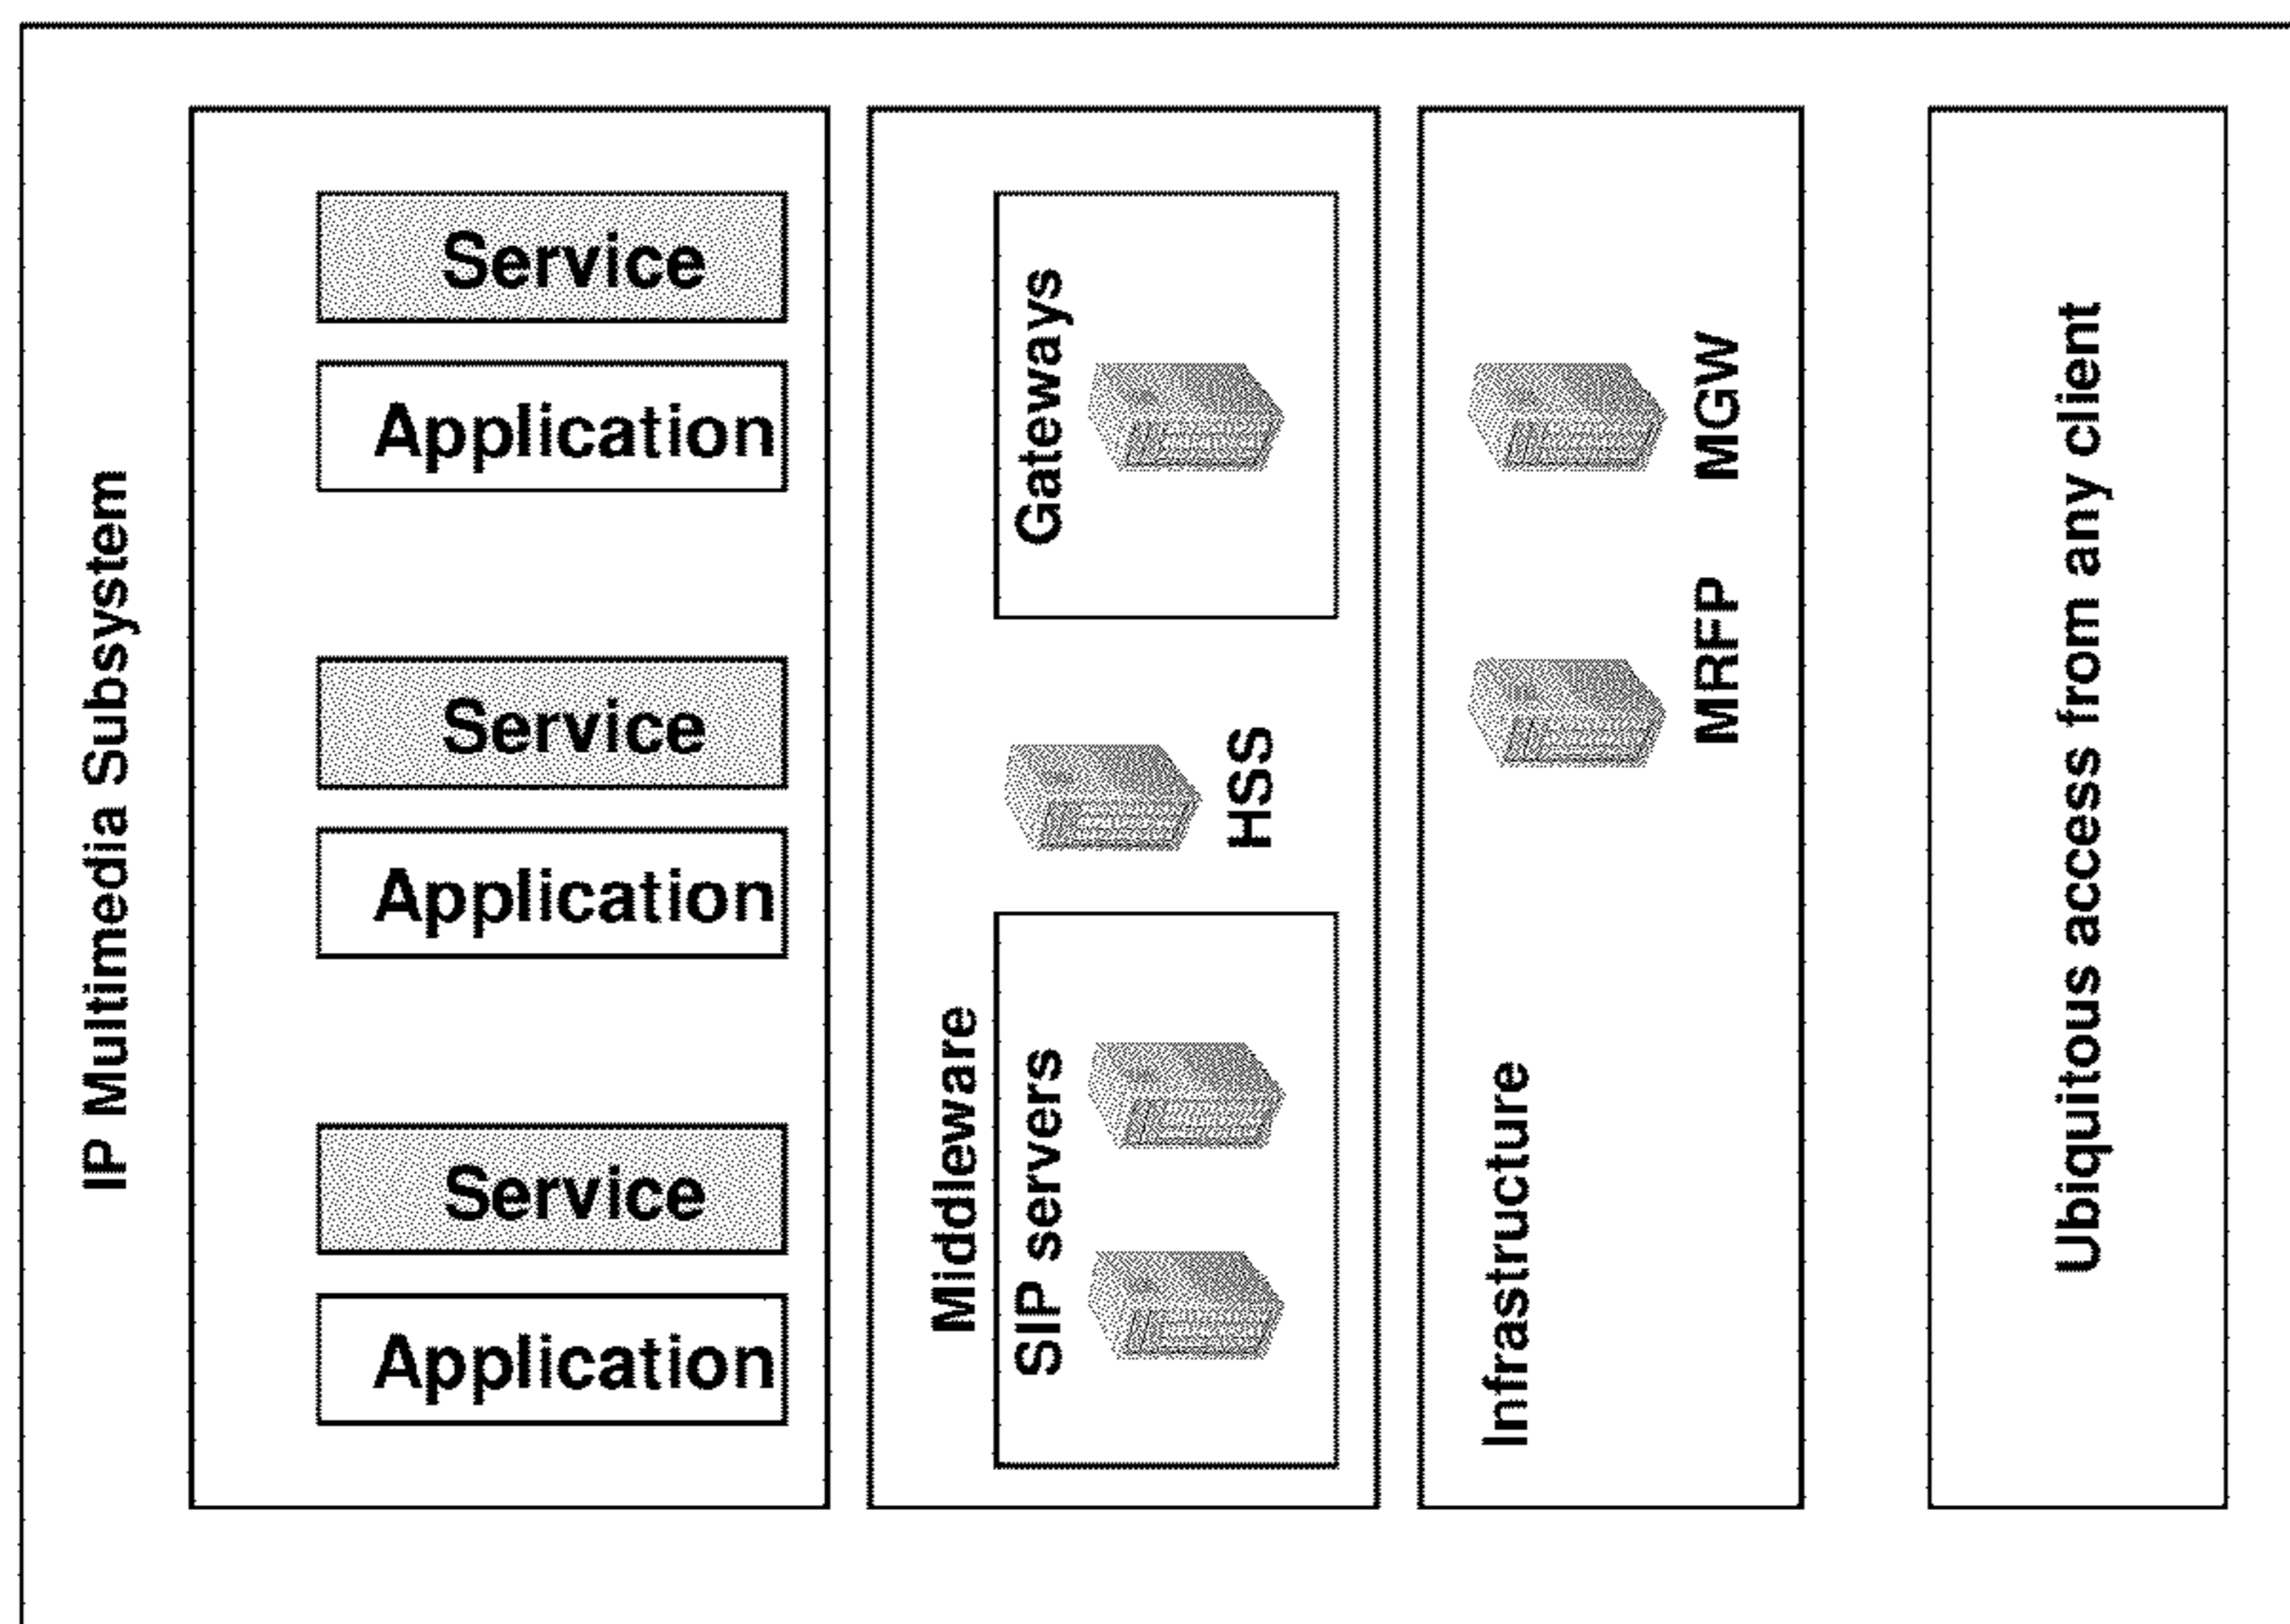 IP Multimedia Subsystem
Service
Application
Service
Application
Service
Application
Middleware
SIP servers
HSS
Gateways
Infrastructure
MRFP
MGW
Ubiquitous access from any client